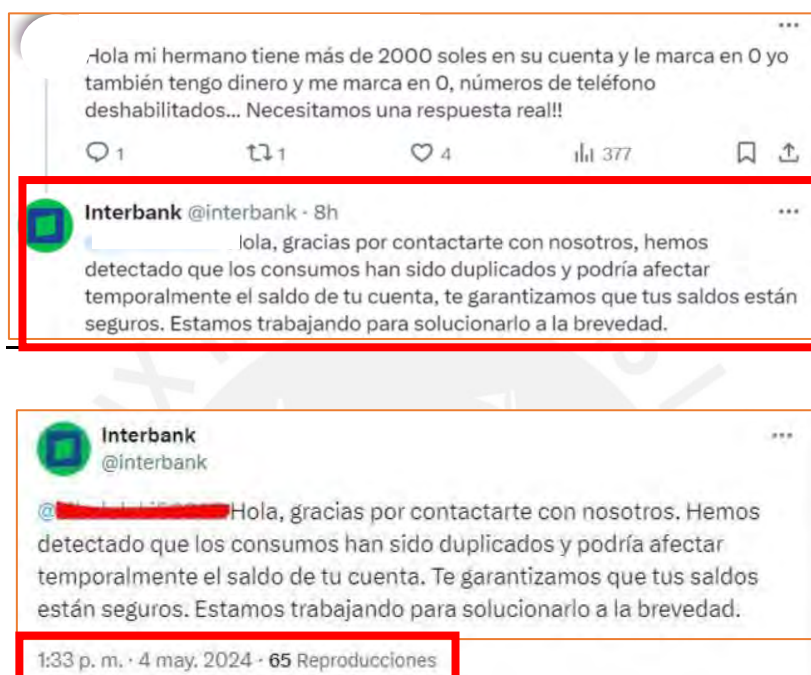 Hola mi hermano tiene más de 2000 soles en su cuenta y le marca en 0 yo
también tengo dinero y me marca en 0, números de teléfono
deshabilitados... Necesitamos una respuesta real!!
1 1 4 377
Interbank @interbank · 8h
lola, gracias por contactarte con nosotros, hemos
detectado que los consumos han sido duplicados y podría afectar
temporalmente el saldo de tu cuenta, te garantizamos que tus saldos están
seguros. Estamos trabajando para solucionarlo a la brevedad.
Interbank
@interbank
@ Hola, gracias por contactarte con nosotros. Hemos
detectado que los consumos han sido duplicados y podría afectar
temporalmente el saldo de tu cuenta. Te garantizamos que tus saldos
están seguros. Estamos trabajando para solucionarlo a la brevedad.
1:33 p. m. · 4 may. 2024 · 65 Reproducciones